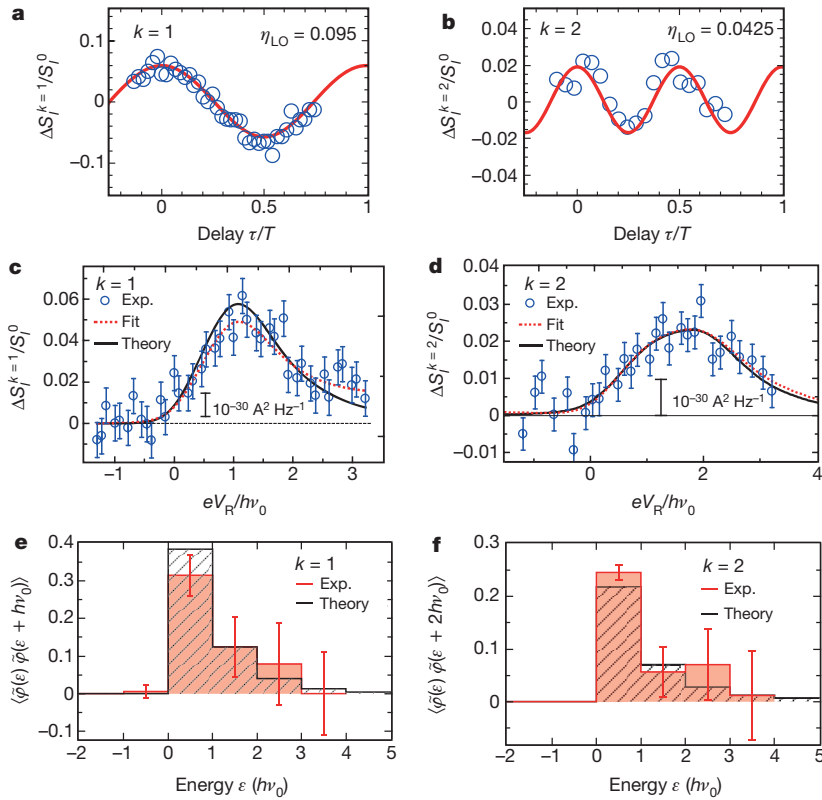 a
k = 1
η_LO = 0.095
0.1
0
−0.1
ΔS_I^{k = 1}/S_I^0
0
0.5
1
Delay τ/T
b
k = 2
η_LO = 0.0425
0.04
0.02
0.00
−0.02
−0.04
ΔS_I^{k = 2}/S_I^0
0
0.5
1
Delay τ/T
c
k = 1
Exp.
Fit
Theory
10^{−30} A^2 Hz^{−1}
0.06
0.04
0.02
0
ΔS_I^{k = 1}/S_I^0
−1
0
1
2
3
eV_R/hν_0
d
k = 2
Exp.
Fit
Theory
10^{−30} A^2 Hz^{−1}
0.04
0.03
0.02
0.01
0.00
−0.01
ΔS_I^{k = 2}/S_I^0
0
2
4
eV_R/hν_0
e
k = 1
Exp.
Theory
0.4
0.3
0.2
0.1
0
−0.1
⟨φ̃(ε) φ̃(ε + hν_0)⟩
−2
−1
0
1
2
3
4
5
Energy ε (hν_0)
f
k = 2
Exp.
Theory
0.3
0.2
0.1
0
⟨φ̃(ε) φ̃(ε + 2hν_0)⟩
−2
−1
0
1
2
3
4
5
Energy ε (hν_0)